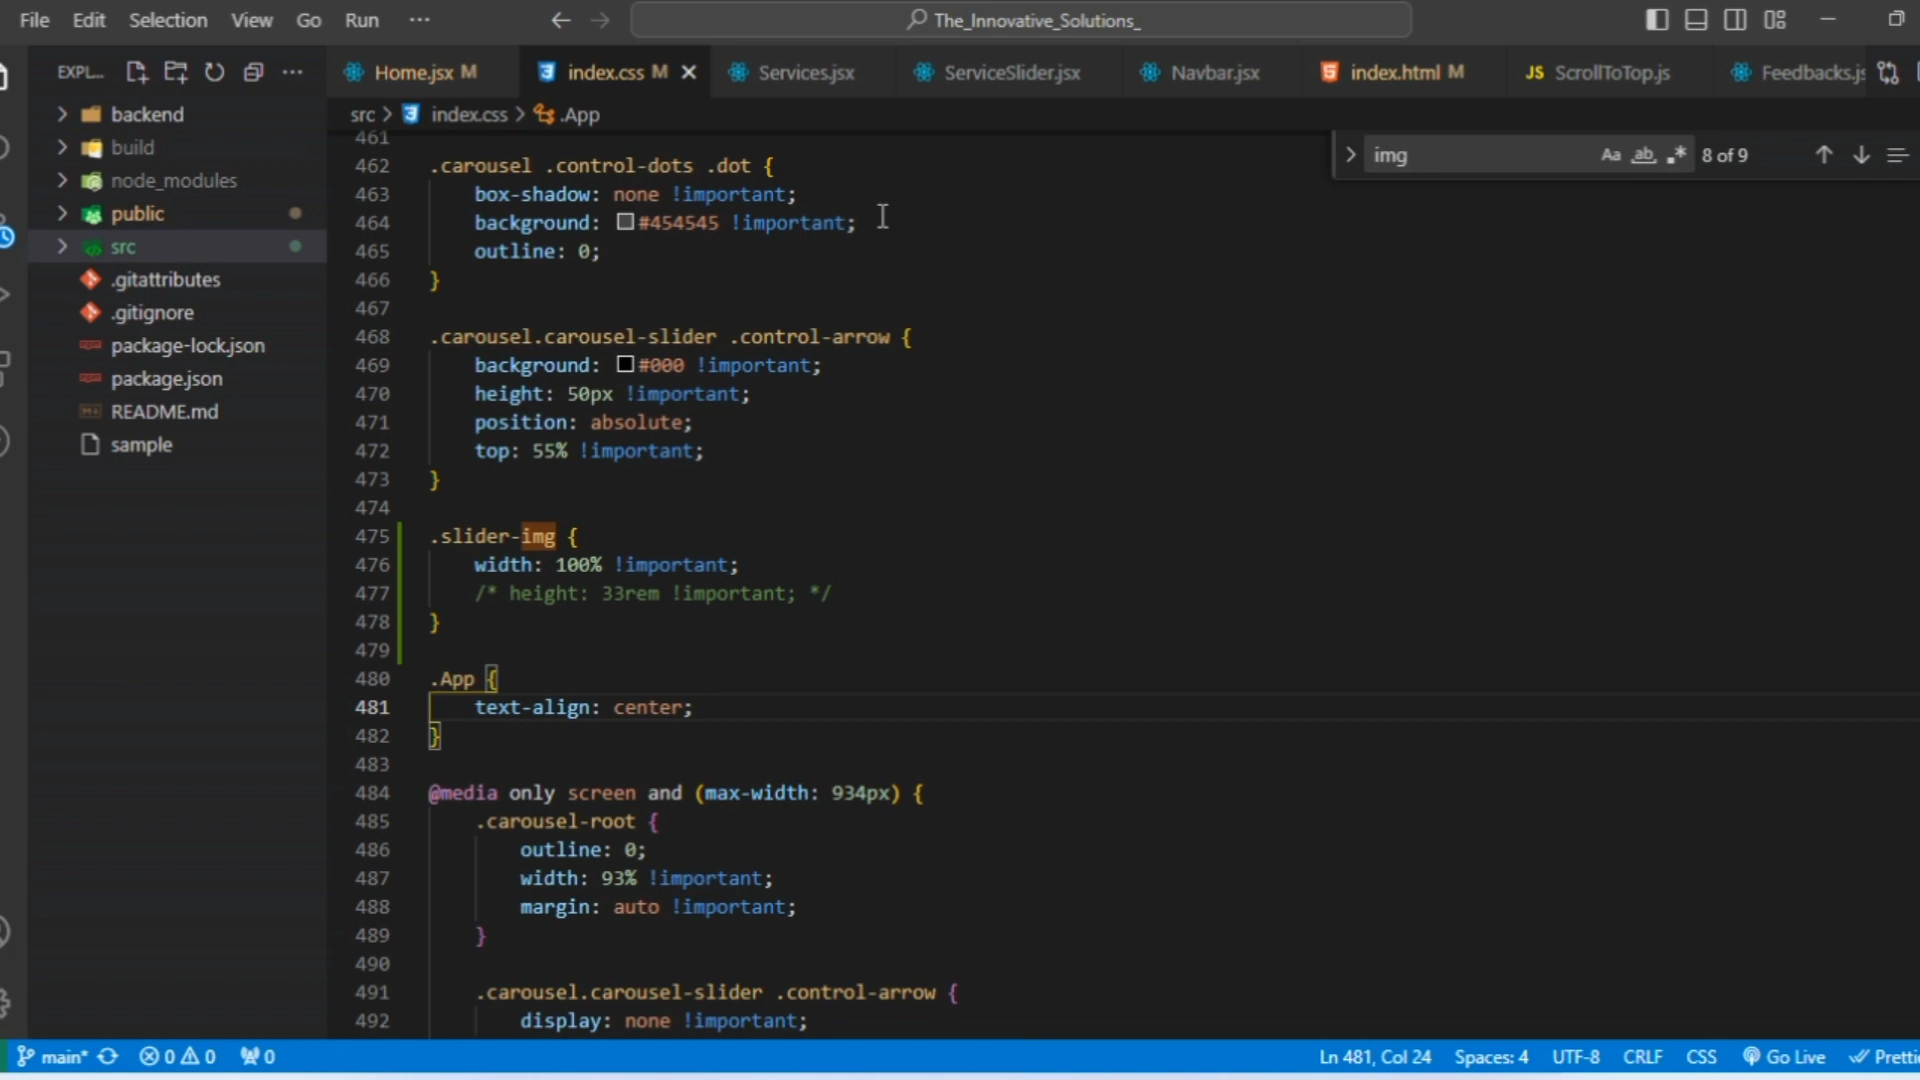 File Edit Selection View Go Run ···
The_Innovative_Solutions_
EXPL... ···
Home.jsx M
index.css M
Services.jsx
ServiceSlider.jsx
Navbar.jsx
index.html M
JS ScrollToTop.js
Feedbacks.js
src > index.css > .App
img
Aa ab 8 of 9
backend
build
node_modules
public
src
.gitattributes
.gitignore
package-lock.json
package.json
README.md
sample
461
462 .carousel .control-dots .dot {
463 box-shadow: none !important;
464 background: #454545 !important;
465 outline: 0;
466 }
467
468 .carousel.carousel-slider .control-arrow {
469 background: #000 !important;
470 height: 50px !important;
471 position: absolute;
472 top: 55% !important;
473 }
474
475 .slider-img {
476 width: 100% !important;
477 /* height: 33rem !important; */
478 }
479
480 .App {
481 text-align: center;
482 }
483
484 @media only screen and (max-width: 934px) {
485 .carousel-root {
486 outline: 0;
487 width: 93% !important;
488 margin: auto !important;
489 }
490
491 .carousel.carousel-slider .control-arrow {
492 display: none !important;
main* 0 0 0
Ln 481, Col 24 Spaces: 4 UTF-8 CRLF CSS Go Live Pretti